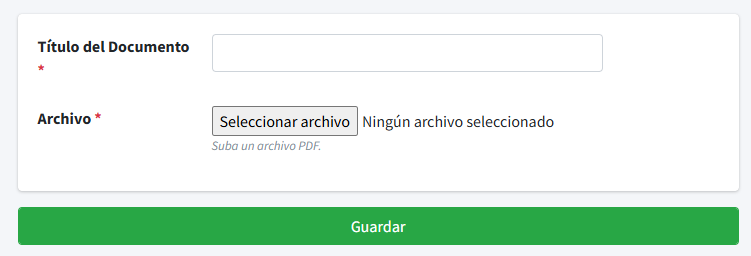 Título del Documento
*
Archivo *
Seleccionar archivo Ningún archivo seleccionado
Suba un archivo PDF.
Guardar